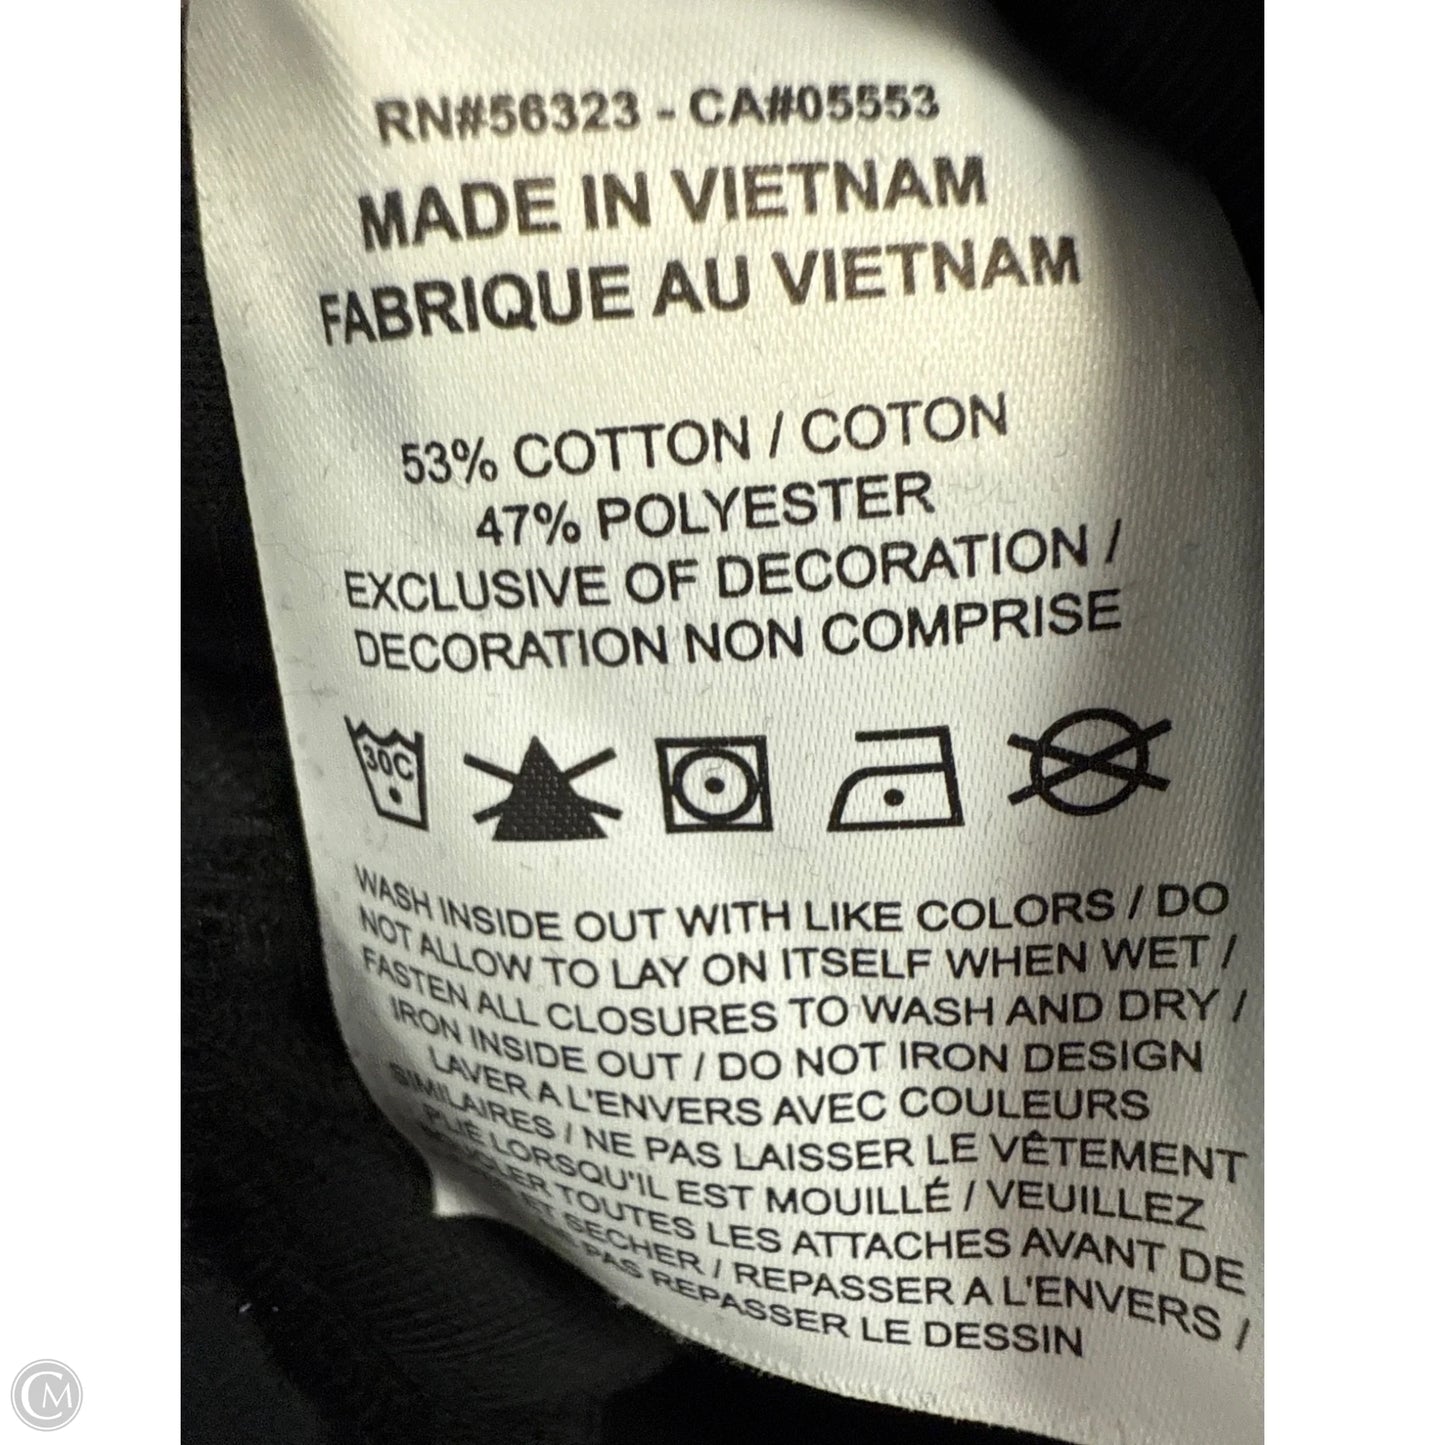 RN#56323 - CA#05553
MADE IN VIETNAM
FABRIQUE AU VIETNAM
53% COTTON / COTON
47% POLYESTER
EXCLUSIVE OF DECORATION /
DECORATION NON COMPRISE
30C
WASH INSIDE OUT WITH LIKE COLORS / DO
NOT ALLOW TO LAY ON ITSELF WHEN WET /
FASTEN ALL CLOSURES TO WASH AND DRY /
IRON INSIDE OUT / DO NOT IRON DESIGN
LAVER A L'ENVERS AVEC COULEURS
SIMILAIRES / NE PAS LAISSER LE VÊTEMENT
PLIÉ LORSQU'IL EST MOUILLÉ / VEUILLEZ
TOUTES LES ATTACHES AVANT DE
ET SECHER / REPASSER A L'ENVERS /
PAS REPASSER LE DESSIN
CM